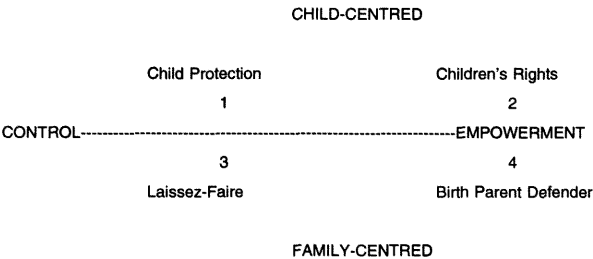 CHILD-CENTRED
Child Protection Children's Rights
1 2
CONTROL--------------------------------------------------------------------------EMPOWERMENT
3 4
Laissez-Faire Birth Parent Defender
FAMILY-CENTRED